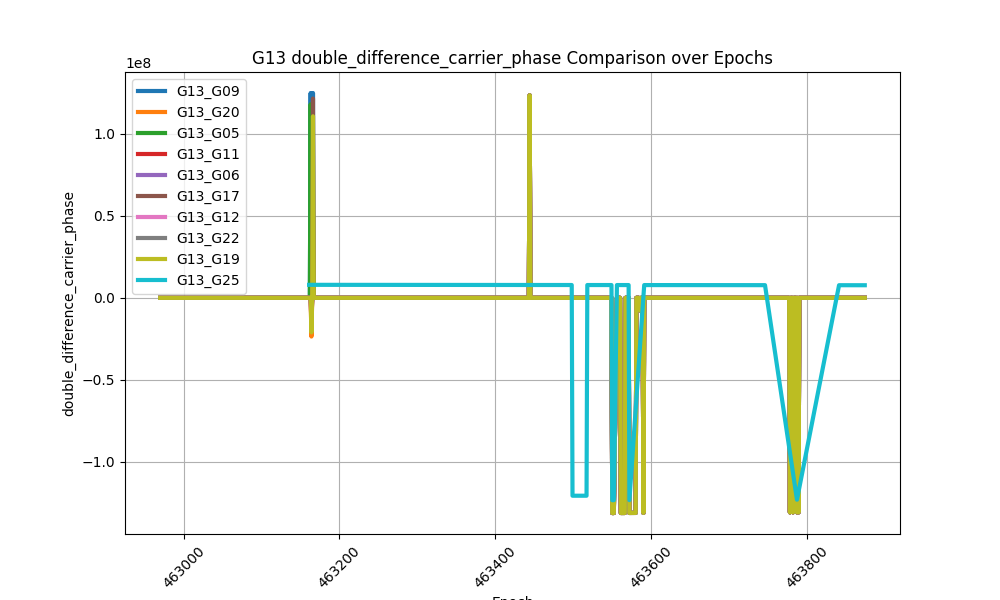 G13 double_difference_carrier_phase Comparison over Epochs
1e8
G13_G09
G13_G20
G13_G05
G13_G11
G13_G06
G13_G17
G13_G12
G13_G22
G13_G19
G13_G25
1.0
0.5
0.0
−0.5
−1.0
double_difference_carrier_phase
463000
463200
463400
463600
463800
Epoch